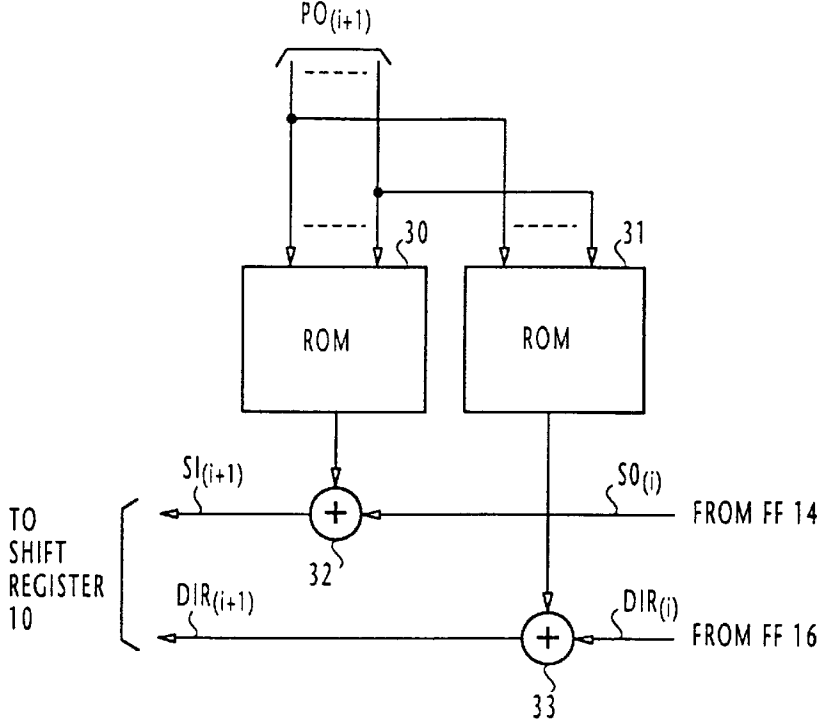 PO(i+1)
30
31
ROM
ROM
SI(i+1)
SO(i)
TO
SHIFT
REGISTER
10
FROM FF 14
+
32
DIR(i+1)
DIR(i)
+
FROM FF 16
33